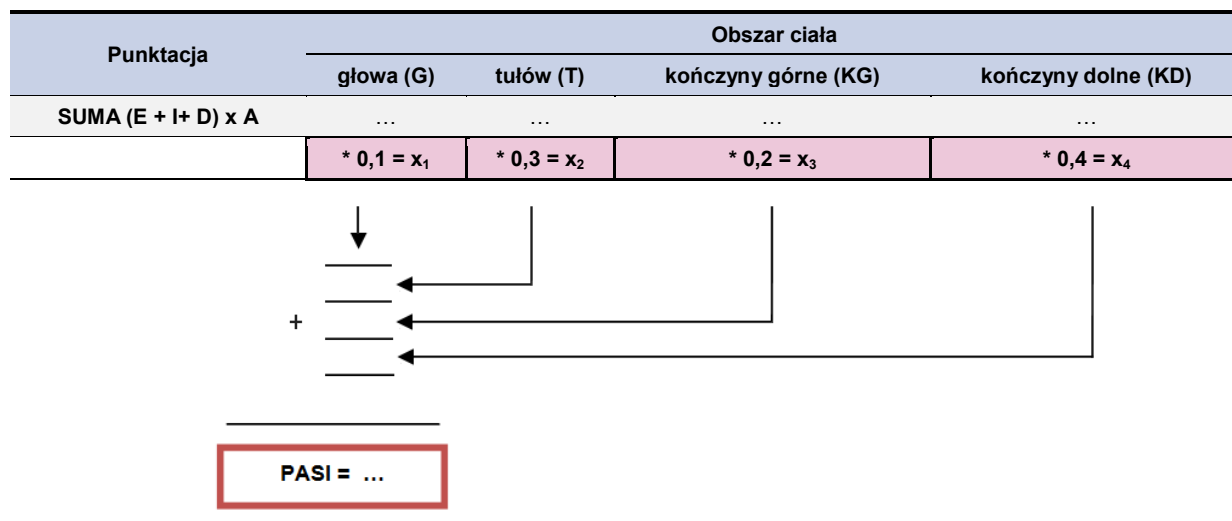 Punktacja
Obszar ciała
głowa (G) tułów (T) kończyny górne (KG) kończyny dolne (KD)
SUMA (E + I+ D) x A … … … …
* 0,1 = x₁ * 0,3 = x₂ * 0,2 = x₃ * 0,4 = x₄
+
PASI = …